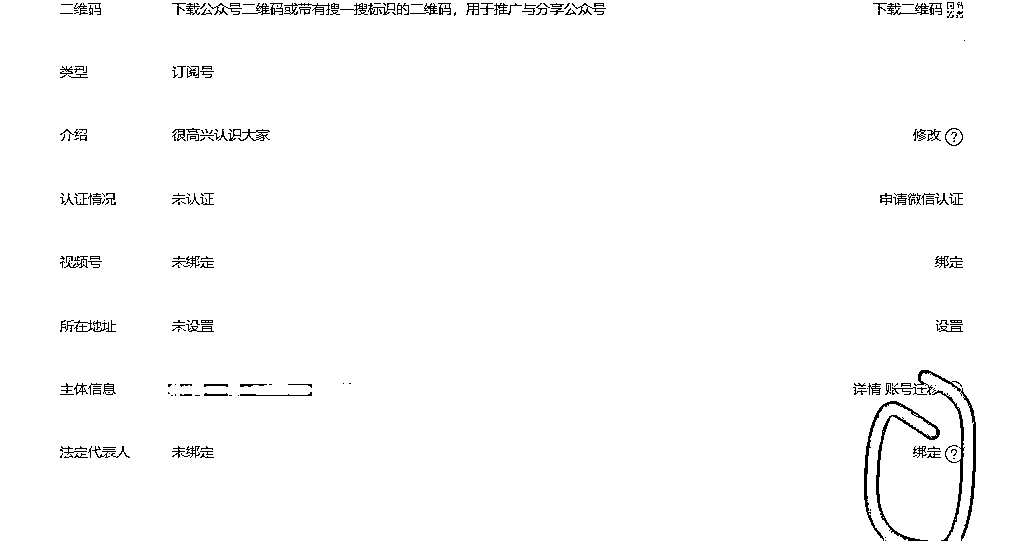 二维码 下载公众号二维码或带有搜一搜标识的二维码，用于推广与分享公众号 下载二维码
类型 订阅号
介绍 很高兴认识大家 修改 ?
认证情况 未认证 申请微信认证
视频号 未绑定 绑定
所在地址 未设置 设置
主体信息 详情 账号迁移
法定代表人 未绑定 绑定 ?